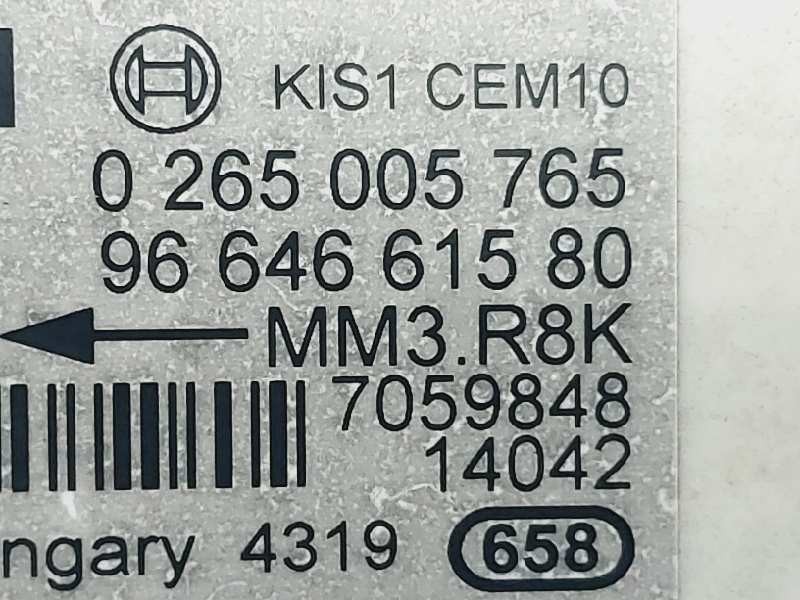 KIS1 CEM10
0 265 005 765
96 646 615 80
MM3.R8K
7059848
14042
ngary 4319 658